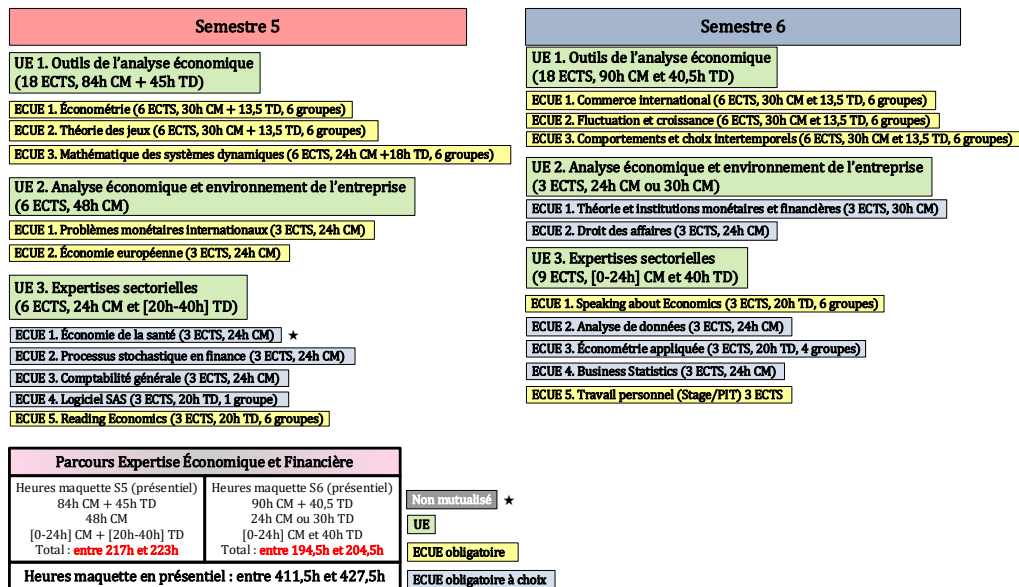 Semestre 5
UE 1. Outils de l'analyse économique
(18 ECTS, 84h CM + 45h TD)
ECUE 1. Économétrie (6 ECTS, 30h CM + 13,5 TD, 6 groupes)
ECUE 2. Théorie des jeux (6 ECTS, 30h CM + 13,5 TD, 6 groupes)
ECUE 3. Mathématique des systèmes dynamiques (6 ECTS, 24h CM +18h TD, 6 groupes)
UE 2. Analyse économique et environnement de l'entreprise
(6 ECTS, 48h CM)
ECUE 1. Problèmes monétaires internationaux (3 ECTS, 24h CM)
ECUE 2. Économie européenne (3 ECTS, 24h CM)
UE 3. Expertises sectorielles
(6 ECTS, 24h CM et [20h-40h] TD)
ECUE 1. Économie de la santé (3 ECTS, 24h CM) ★
ECUE 2. Processus stochastique en finance (3 ECTS, 24h CM)
ECUE 3. Comptabilité générale (3 ECTS, 24h CM)
ECUE 4. Logiciel SAS (3 ECTS, 20h TD, 1 groupe)
ECUE 5. Reading Economics (3 ECTS, 20h TD, 6 groupes)
Semestre 6
UE 1. Outils de l'analyse économique
(18 ECTS, 90h CM et 40,5h TD)
ECUE 1. Commerce international (6 ECTS, 30h CM et 13,5 TD, 6 groupes)
ECUE 2. Fluctuation et croissance (6 ECTS, 30h CM et 13,5 TD, 6 groupes)
ECUE 3. Comportements et choix intertemporels (6 ECTS, 30h CM et 13,5 TD, 6 groupes)
UE 2. Analyse économique et environnement de l'entreprise
(3 ECTS, 24h CM ou 30h CM)
ECUE 1. Théorie et institutions monétaires et financières (3 ECTS, 30h CM)
ECUE 2. Droit des affaires (3 ECTS, 24h CM)
UE 3. Expertises sectorielles
(9 ECTS, [0-24h] CM et 40h TD)
ECUE 1. Speaking about Economics (3 ECTS, 20h TD, 6 groupes)
ECUE 2. Analyse de données (3 ECTS, 24h CM)
ECUE 3. Économétrie appliquée (3 ECTS, 20h TD, 4 groupes)
ECUE 4. Business Statistics (3 ECTS, 24h CM)
ECUE 5. Travail personnel (Stage/PIT) 3 ECTS
Parcours Expertise Économique et Financière
Heures maquette S5 (présentiel)
84h CM + 45h TD
48h CM
[0-24h] CM + [20h-40h] TD
Total : entre 217h et 223h
Heures maquette S6 (présentiel)
90h CM + 40,5 TD
24h CM ou 30h TD
[0-24h] CM et 40h TD
Total : entre 194,5h et 204,5h
Heures maquette en présentiel : entre 411,5h et 427,5h
Non mutualisé ★
UE
ECUE obligatoire
ECUE obligatoire à choix